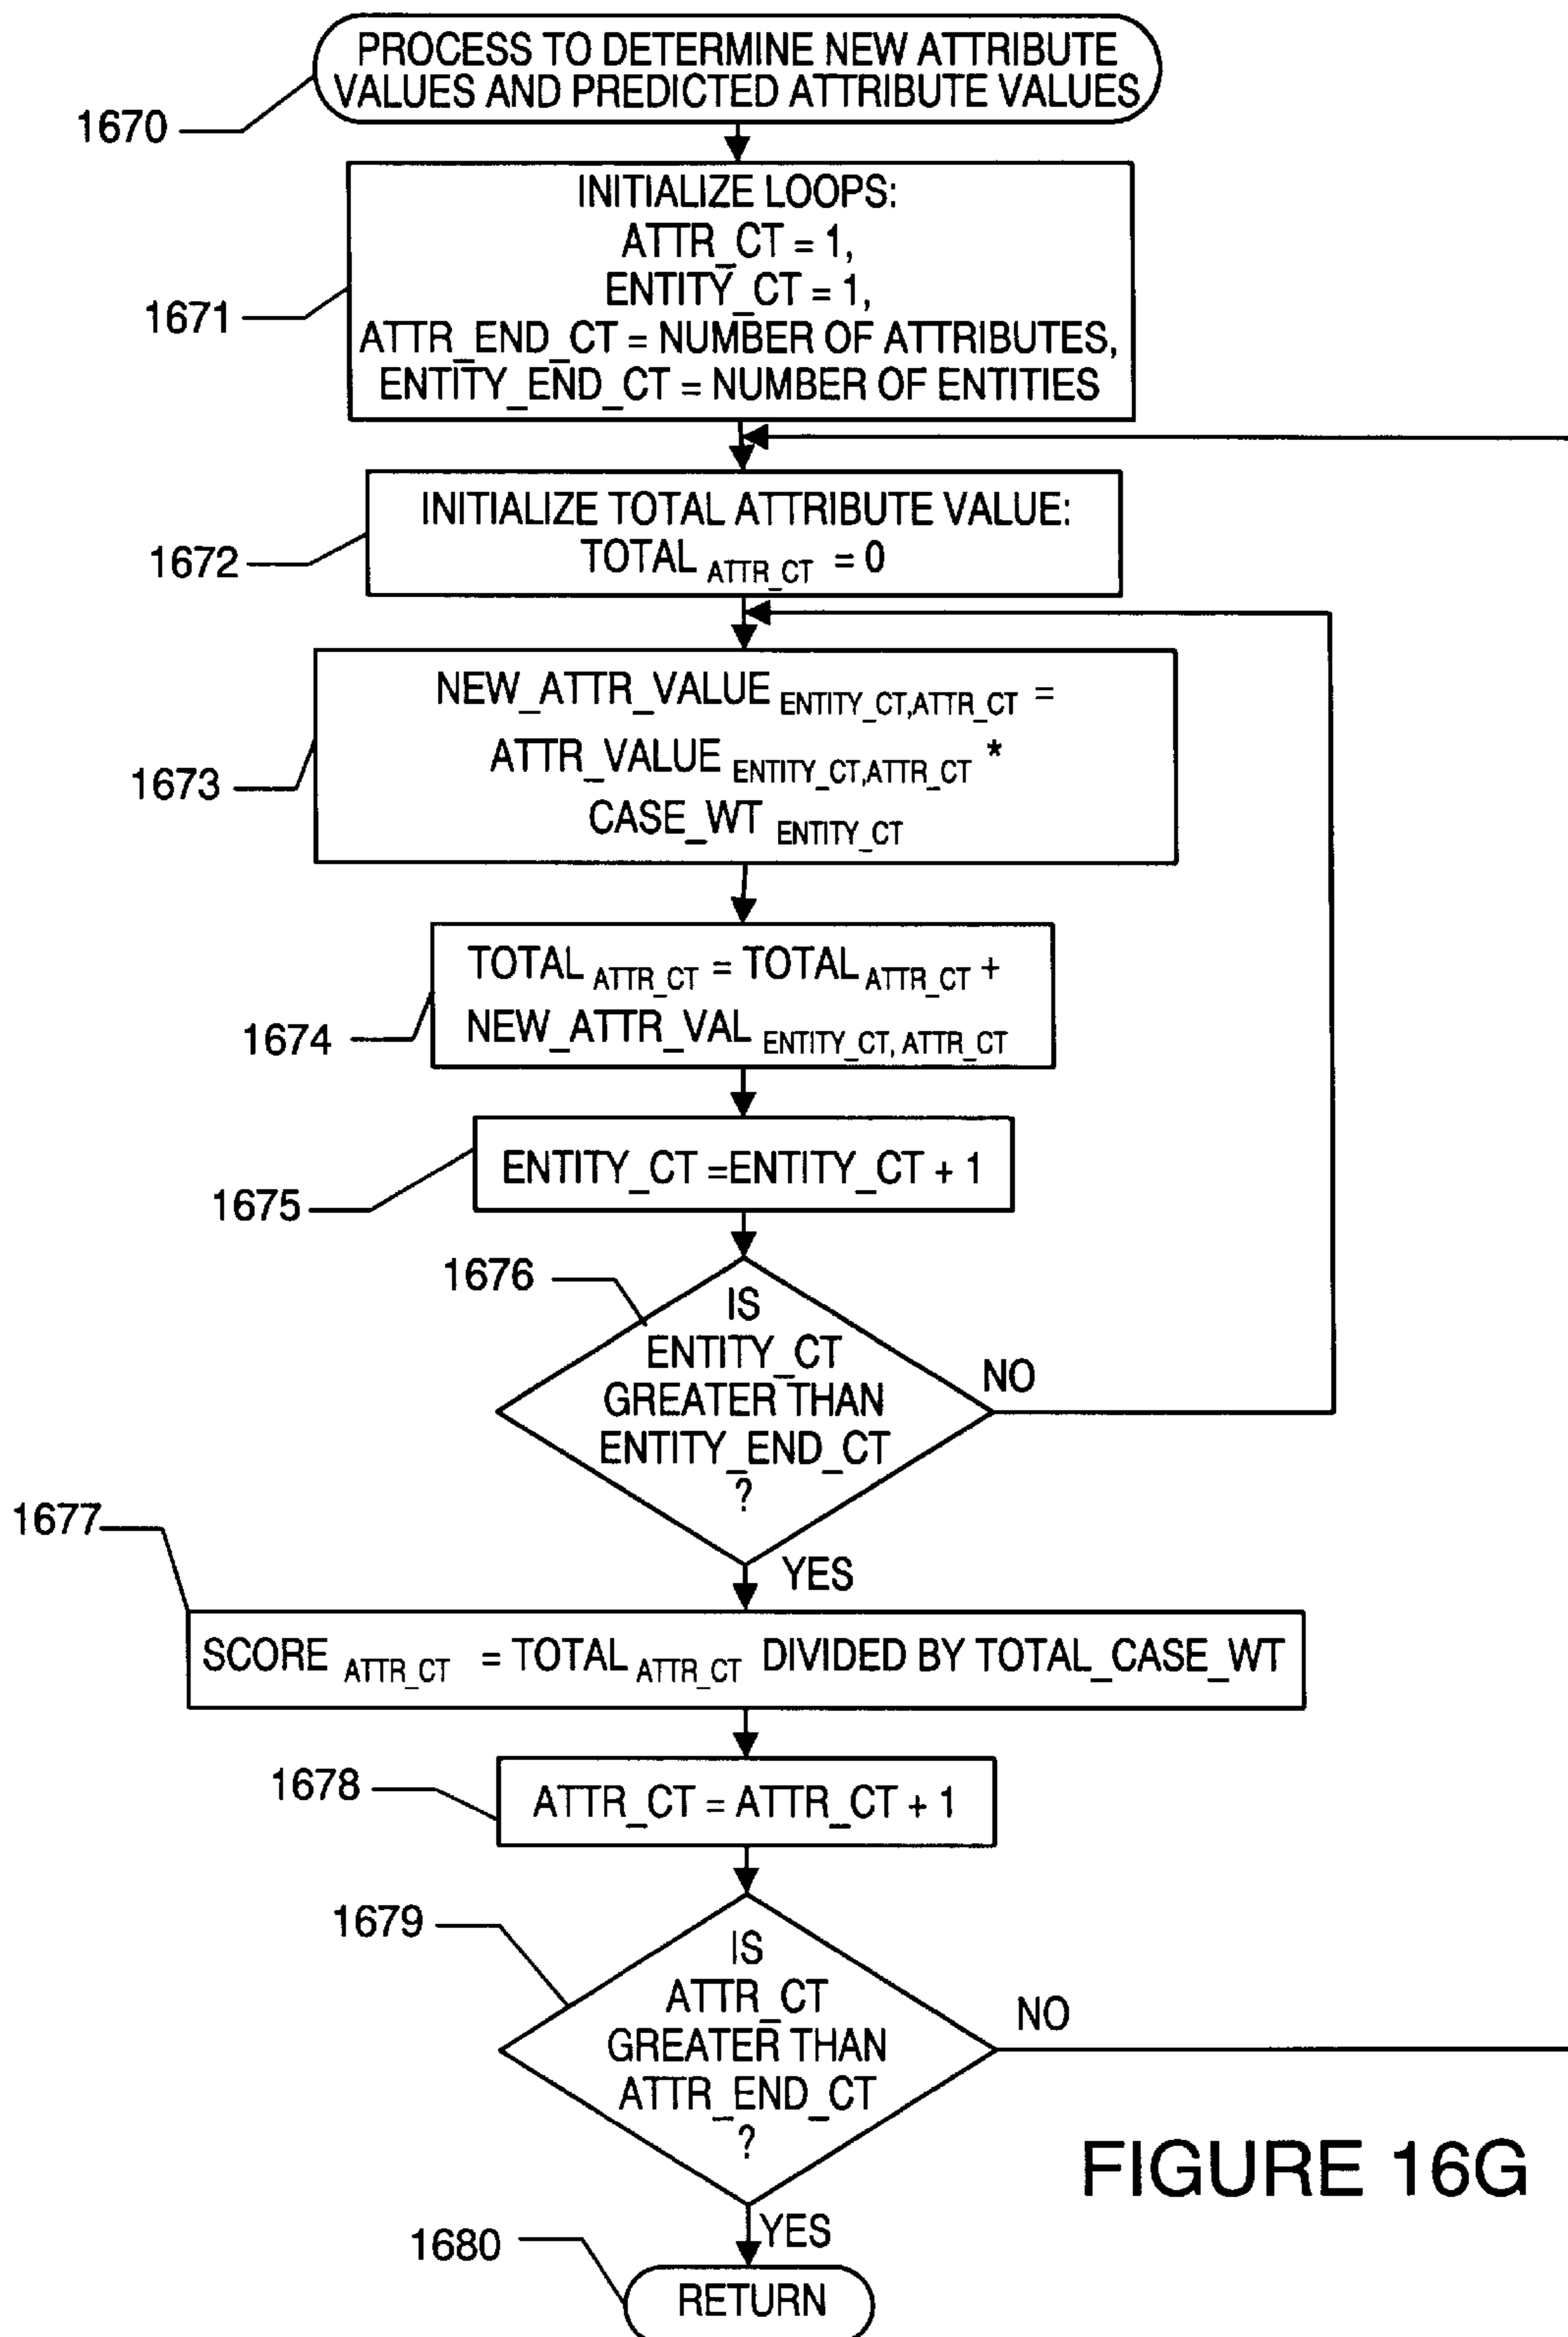 PROCESS TO DETERMINE NEW ATTRIBUTE
VALUES AND PREDICTED ATTRIBUTE VALUES
1670
INITIALIZE LOOPS:
ATTR_CT = 1,
ENTITY_CT = 1,
ATTR_END_CT = NUMBER OF ATTRIBUTES,
ENTITY_END_CT = NUMBER OF ENTITIES
1671
INITIALIZE TOTAL ATTRIBUTE VALUE:
TOTAL ATTR_CT = 0
1672
NEW_ATTR_VALUE ENTITY_CT,ATTR_CT =
ATTR_VALUE ENTITY_CT,ATTR_CT *
CASE_WT ENTITY_CT
1673
TOTAL ATTR_CT = TOTAL ATTR_CT +
NEW_ATTR_VAL ENTITY_CT, ATTR_CT
1674
ENTITY_CT =ENTITY_CT + 1
1675
1676
IS
ENTITY_CT
GREATER THAN
ENTITY_END_CT
?
NO
YES
1677
SCORE ATTR_CT = TOTAL ATTR_CT DIVIDED BY TOTAL_CASE_WT
1678
ATTR_CT = ATTR_CT + 1
1679
IS
ATTR_CT
GREATER THAN
ATTR_END_CT
?
NO
YES
FIGURE 16G
1680
RETURN